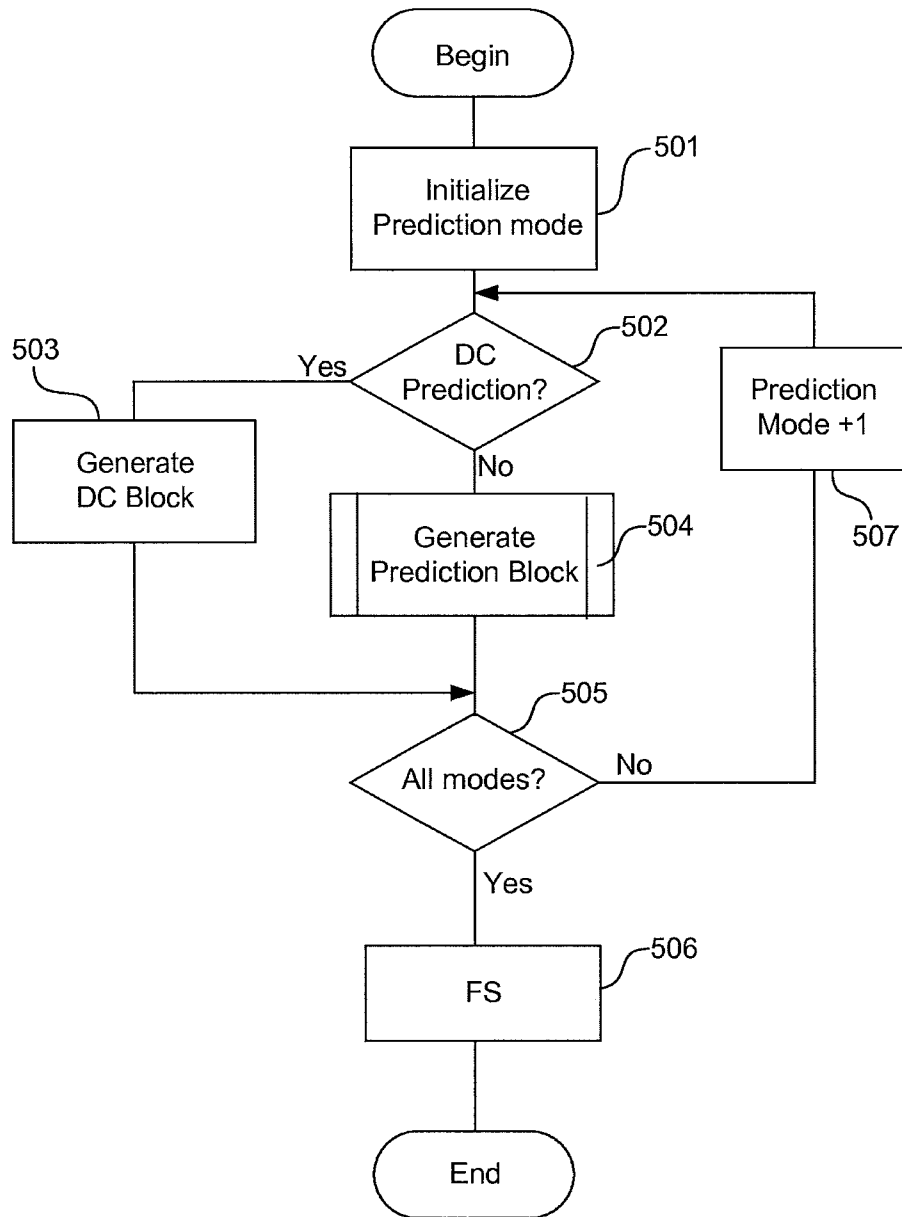 Begin
501
Initialize
Prediction mode
502
503
Yes
DC
Prediction?
Prediction
Mode +1
Generate
DC Block
No
Generate
Prediction Block
504
507
505
All modes?
No
Yes
506
FS
End